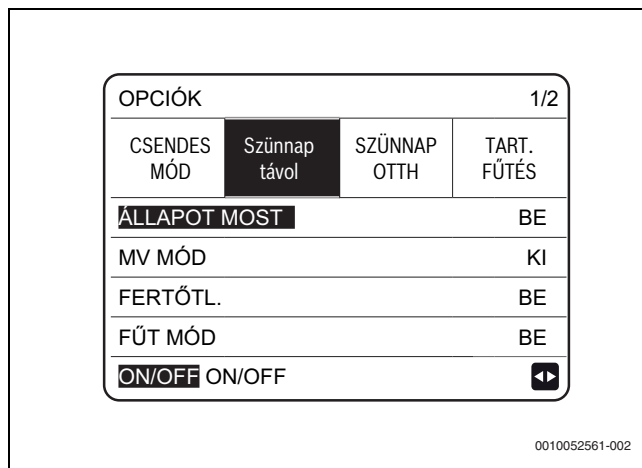 OPCIÓK 1/2
CSENDES MÓD
Szünnap távol
SZÜNNAP OTTH
TART. FŰTÉS
ÁLLAPOT MOST BE
MV MÓD KI
FERTŐTL. BE
FŰT MÓD BE
ON/OFF ON/OFF
0010052561-002